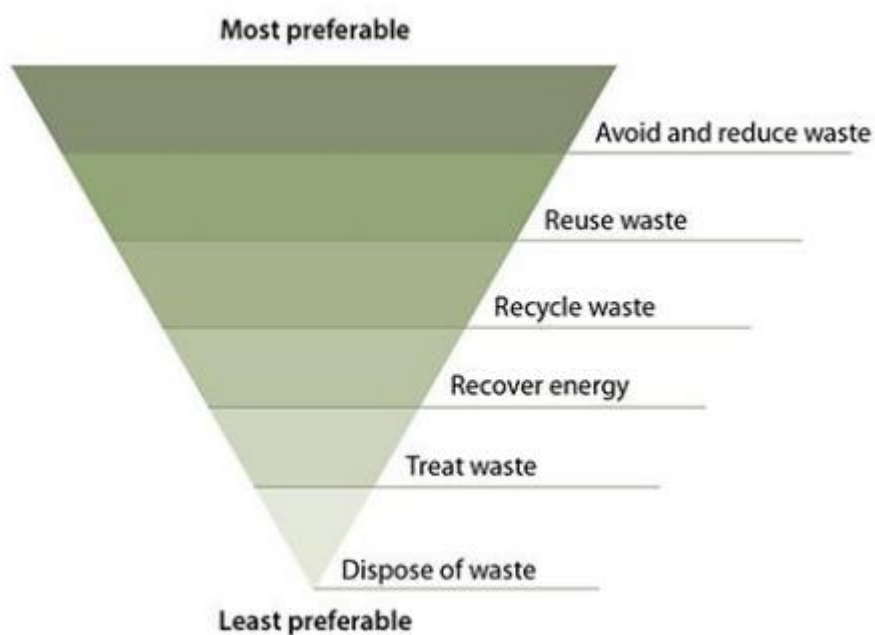 Most preferable
Avoid and reduce waste
Reuse waste
Recycle waste
Recover energy
Treat waste
Dispose of waste
Least preferable